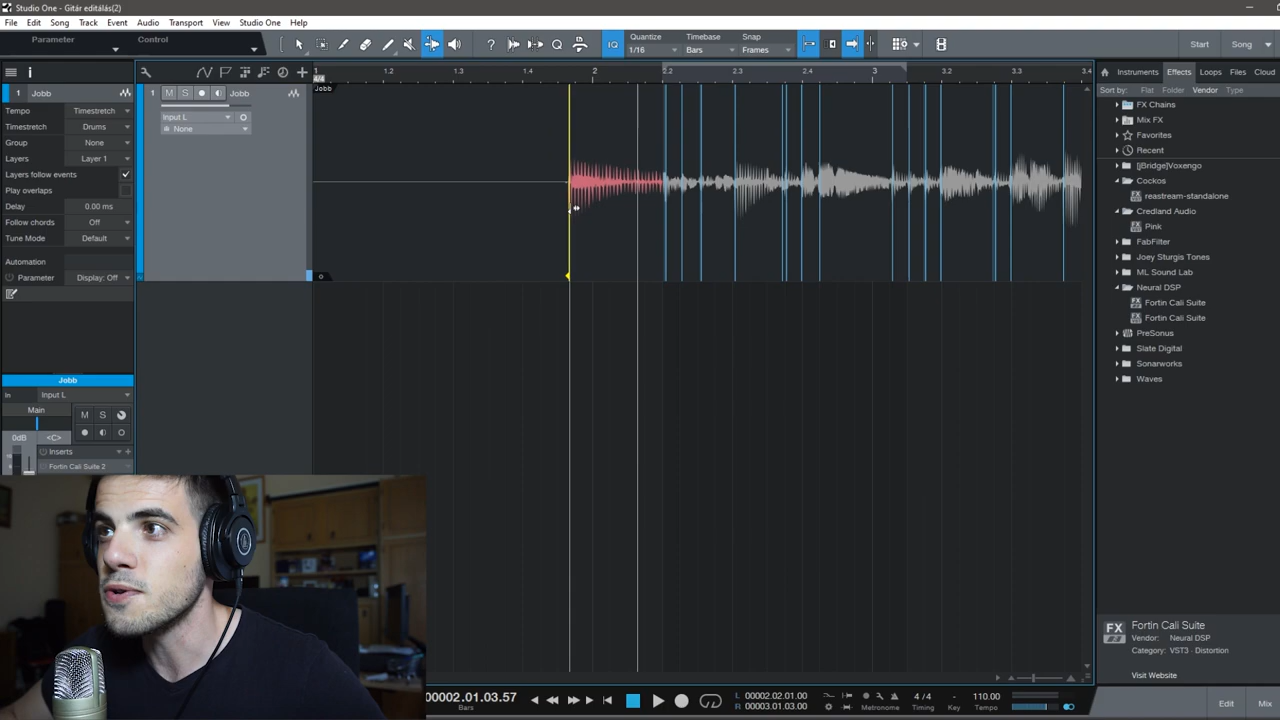 Studio One - Gitár editálás(2)
File Edit Song Track Event Audio Transport View Studio One Help
Parameter Control
IQ Quantize 1/16 Timebase Bars Snap Frames Start Song
1 1.2 1.3 1.4 2 2.2 2.3 2.4 3 3.2 3.3 3.4
4/4
Instruments Effects Loops Files Cloud
Sort by: Flat Folder Vendor Type
1 Jobb
Tempo Timestretch
Timestretch Drums
Group None
Layers Layer 1
Layers follow events
Play overlaps
Delay 0.00 ms
Follow chords Off
Tune Mode Default
Automation
Parameter Display: Off
1 M S Jobb
Input L
None
Jobb
FX Chains
Mix FX
Favorites
Recent
[jBridge]Voxengo
Cockos
reastream-standalone
Credland Audio
Pink
FabFilter
Joey Sturgis Tones
ML Sound Lab
Neural DSP
Fortin Cali Suite
Fortin Cali Suite
PreSonus
Slate Digital
Sonarworks
Waves
Jobb
In Input L
Main M S
0dB <C>
Inserts
Fortin Cali Suite 2
FX Fortin Cali Suite
Vendor: Neural DSP
Category: VST3 - Distortion
Visit Website
00002.01.03.57
Bars
L 00002.02.01.00
R 00003.01.03.00
Metronome
4 / 4
Timing
-
Key
110.00
Tempo
Edit Mix